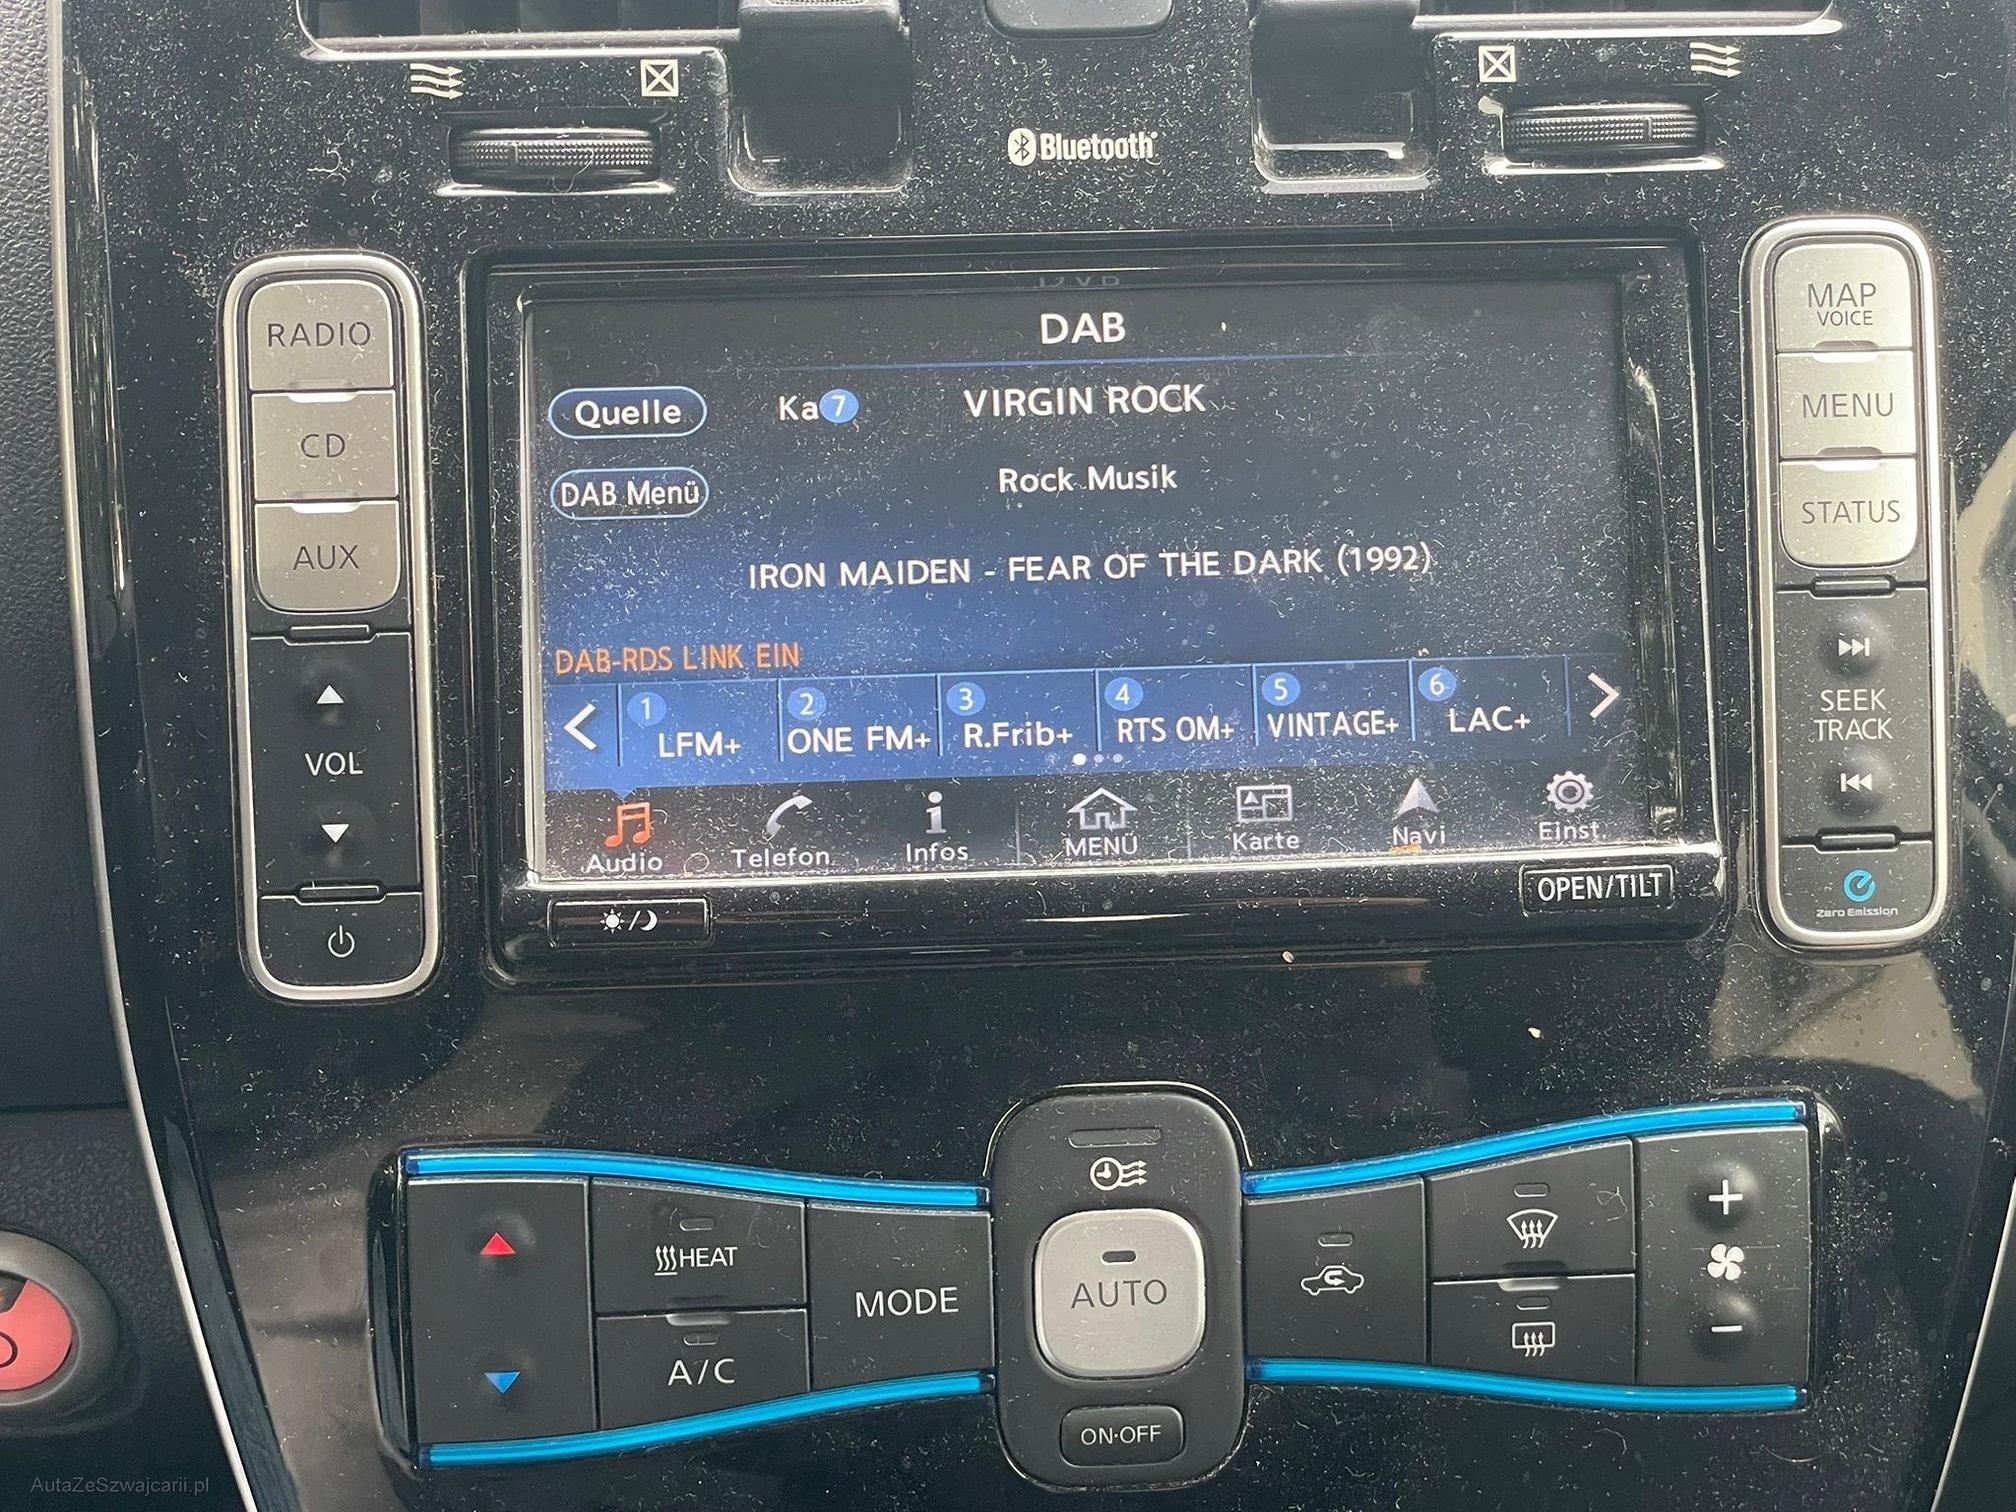 Bluetooth
RADIO
CD
AUX
VOL
DAB
Quelle
Ka 7
VIRGIN ROCK
DAB Menü
Rock Musik
IRON MAIDEN - FEAR OF THE DARK (1992)
DAB-RDS LINK EIN
1 LFM+
2 ONE FM+
3 R.Frib+
4 RTS OM+
5 VINTAGE+
6 LAC+
Audio
Telefon
Infos
MENÜ
Karte
Navi
Einst.
OPEN/TILT
MAP
VOICE
MENU
STATUS
SEEK
TRACK
Zero Emission
HEAT
A/C
MODE
AUTO
ON·OFF
AutaZeSzwajcarii.pl